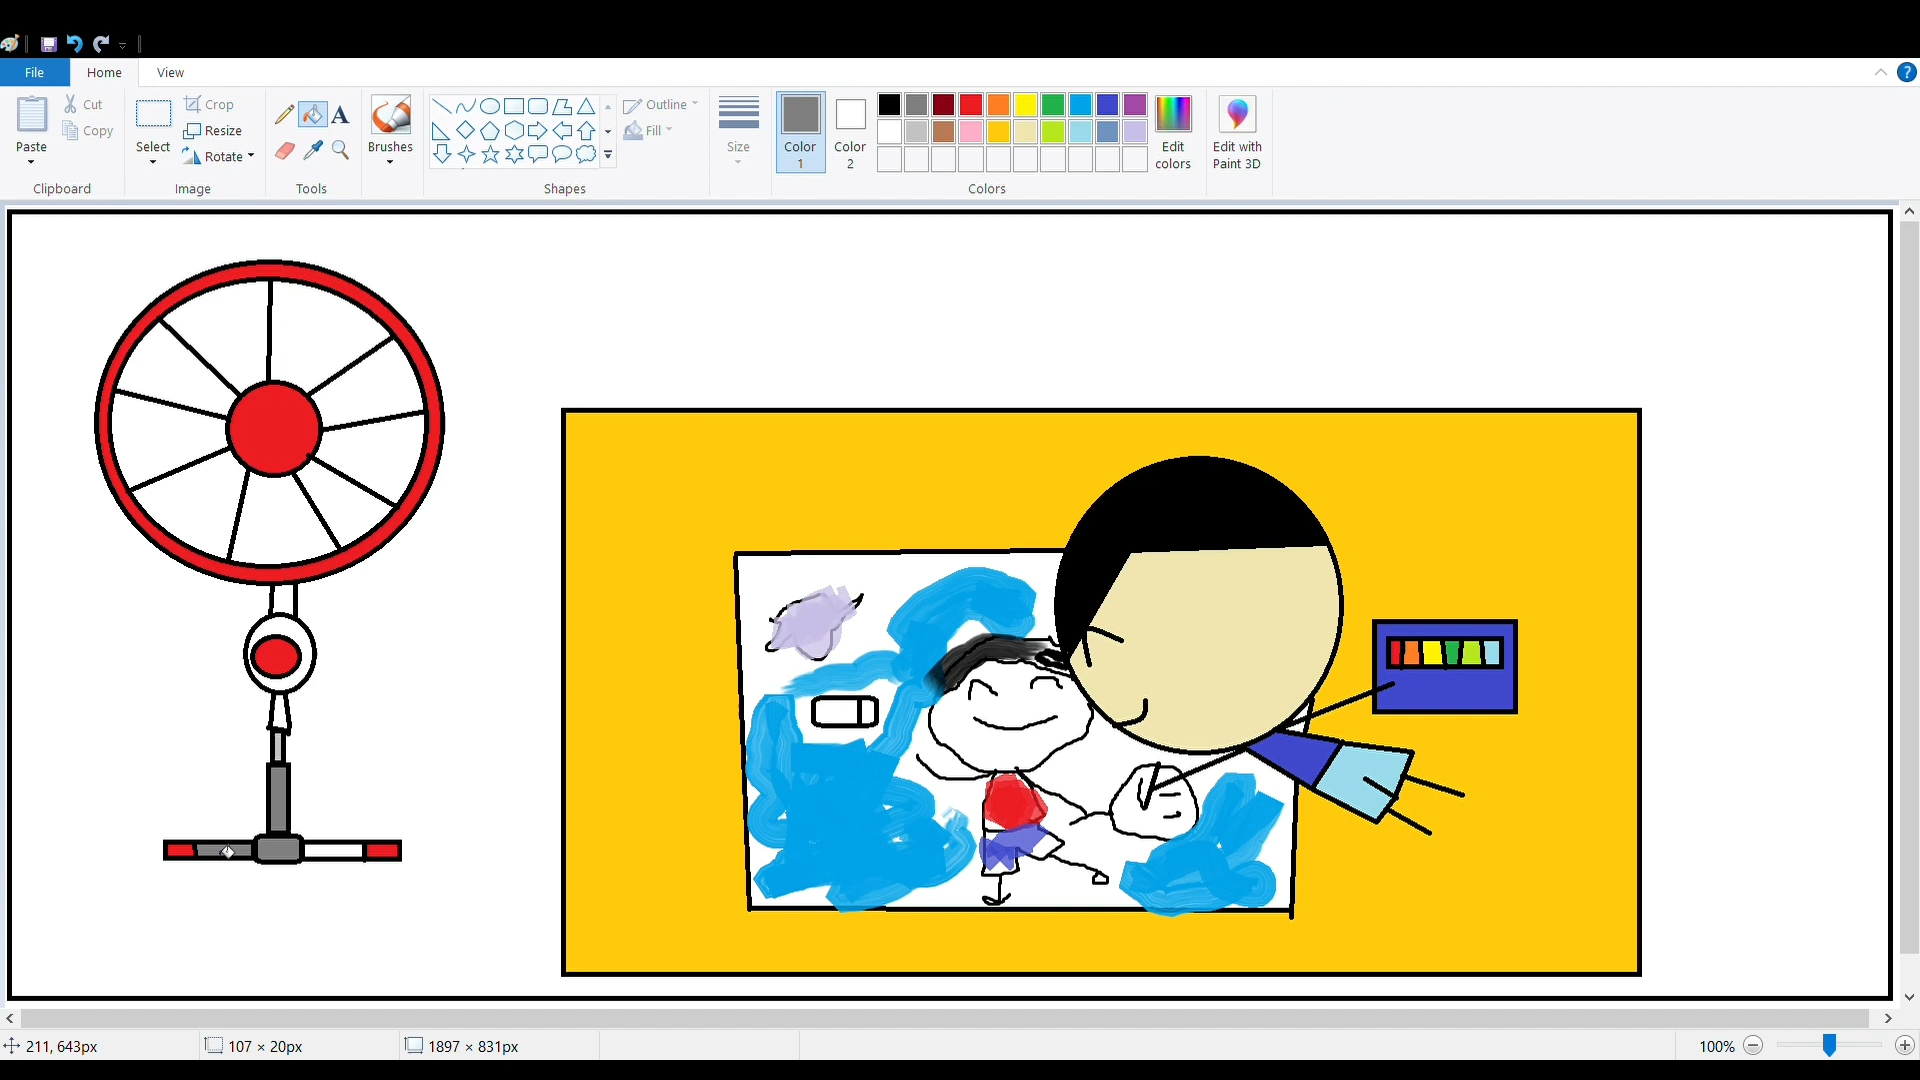 File Home View
Paste
Cut
Copy
Clipboard
Select
Crop
Resize
Rotate
Image
A
Tools
Brushes
Outline
Fill
Shapes
Size
Color
1
Color
2
Edit
colors
Colors
Edit with
Paint 3D
?
211, 643px
107 × 20px
1897 × 831px
100%